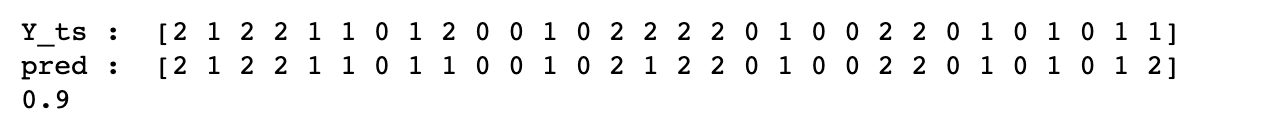 Y_ts :  [2 1 2 2 1 1 0 1 2 0 0 1 0 2 2 2 2 0 1 0 0 2 2 0 1 0 1 0 1 1]
pred :  [2 1 2 2 1 1 0 1 1 0 0 1 0 2 1 2 2 0 1 0 0 2 2 0 1 0 1 0 1 2]
0.9